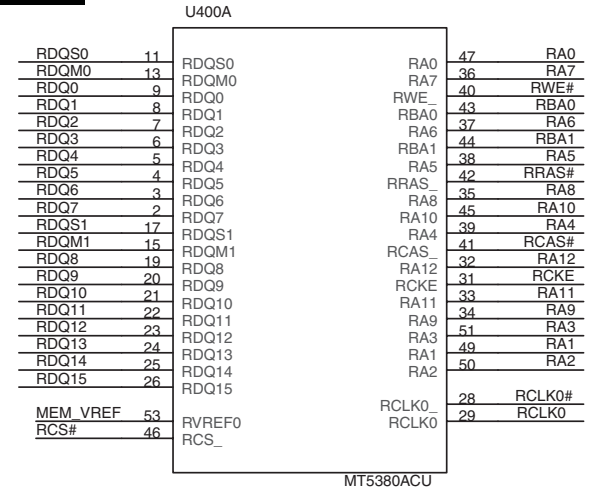 U400A
RDQS0 11 RDQS0 RA0 47 RA0
RDQM0 13 RDQM0 RA7 36 RA7
RDQ0 9 RDQ0 RWE_ 40 RWE#
RDQ1 8 RDQ1 RBA0 43 RBA0
RDQ2 7 RDQ2 RA6 37 RA6
RDQ3 6 RDQ3 RBA1 44 RBA1
RDQ4 5 RDQ4 RA5 38 RA5
RDQ5 4 RDQ5 RRAS_ 42 RRAS#
RDQ6 3 RDQ6 RA8 35 RA8
RDQ7 2 RDQ7 RA10 45 RA10
RDQS1 17 RDQS1 RA4 39 RA4
RDQM1 15 RDQM1 RCAS_ 41 RCAS#
RDQ8 19 RDQ8 RA12 32 RA12
RDQ9 20 RDQ9 RCKE 31 RCKE
RDQ10 21 RDQ10 RA11 33 RA11
RDQ11 22 RDQ11 RA9 34 RA9
RDQ12 23 RDQ12 RA3 51 RA3
RDQ13 24 RDQ13 RA1 49 RA1
RDQ14 25 RDQ14 RA2 50 RA2
RDQ15 26 RDQ15
RCLK0_ 28 RCLK0#
MEM_VREF 53 RVREF0 RCLK0 29 RCLK0
RCS# 46 RCS_
MT5380ACU